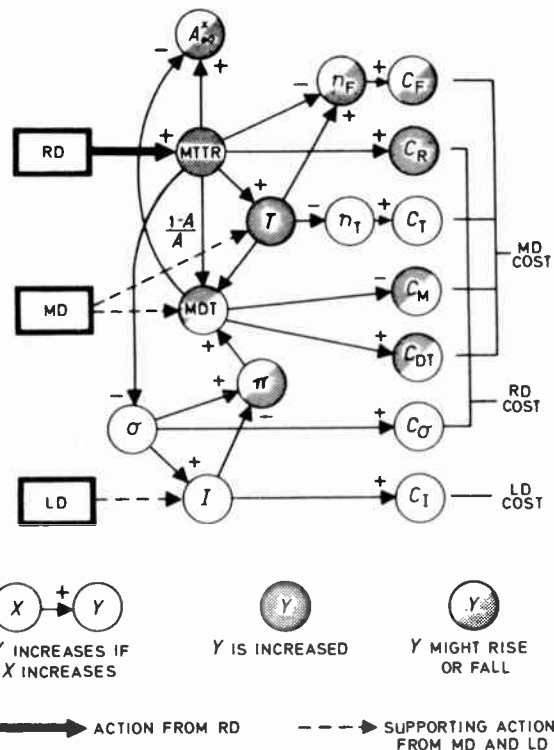 A*∞
-
+
n_F
+
C_F
-
+
RD
+
MTTR
+
C_R
+
1-A
A
T
-
n_T
+
C_T
MD
COST
MD
MDT
-
C_M
+
C_DT
+
+
π
-
RD
COST
-
σ
+
C_σ
+
LD
I
+
C_I
LD
COST
X
+
Y
Y
Y
Y INCREASES IF
X INCREASES
Y IS INCREASED
Y MIGHT RISE
OR FALL
ACTION FROM RD
SUPPORTING ACTION
FROM MD AND LD